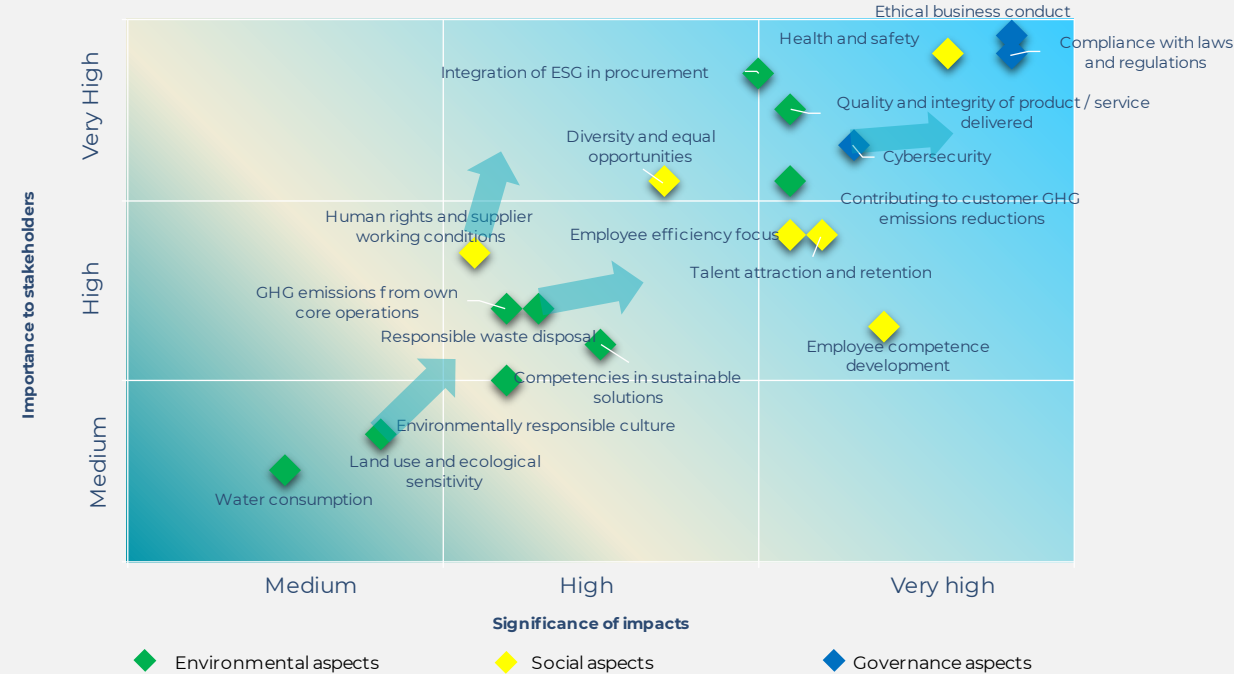 Ethical business conduct
Health and safety
Compliance with laws
and regulations
Integration of ESG in procurement
Quality and integrity of product / service
delivered
Diversity and equal
opportunities
Cybersecurity
Contributing to customer GHG
emissions reductions
Human rights and supplier
working conditions
Employee efficiency focus
Talent attraction and retention
GHG emissions from own
core operations
Responsible waste disposal
Employee competence
development
Competencies in sustainable
solutions
Environmentally responsible culture
Land use and ecological
sensitivity
Water consumption
Very High
High
Medium
Importance to stakeholders
Medium
High
Very high
Significance of impacts
Environmental aspects
Social aspects
Governance aspects